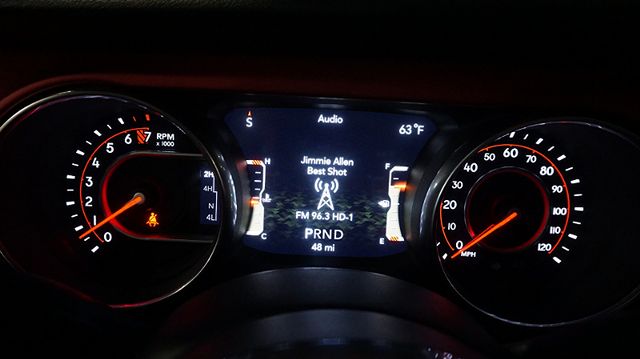 S
Audio
63°F
Jimmie Allen
Best Shot
FM 96.3 HD-1
PRND
48 mi
H
C
F
E
0
1
2
3
4
5
6
7
RPM
x 1000
2H
4H
N
4L
0
10
20
30
40
50
60
70
80
90
100
110
120
MPH